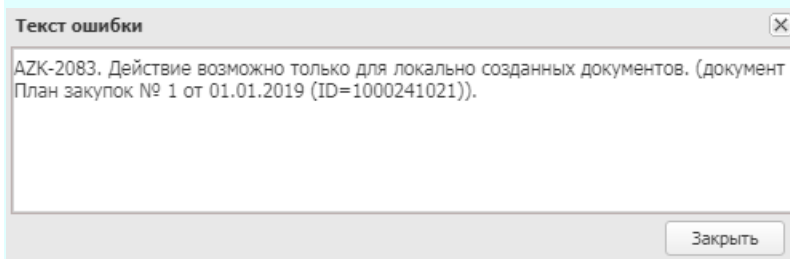 Текст ошибки
AZK-2083. Действие возможно только для локально созданных документов. (документ
План закупок № 1 от 01.01.2019 (ID=1000241021)).
Закрыть